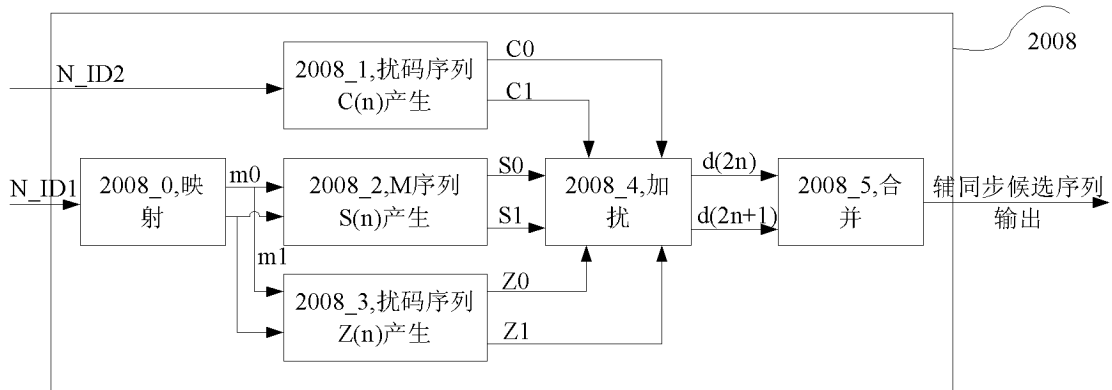 2008
N_ID2
2008_1,扰码序列
C(n)产生
C0
C1
N_ID1
2008_0,映
射
m0
m1
2008_2,M序列
S(n)产生
S0
S1
2008_4,加
扰
d(2n)
d(2n+1)
2008_5,合
并
辅同步候选序列
输出
2008_3,扰码序列
Z(n)产生
Z0
Z1